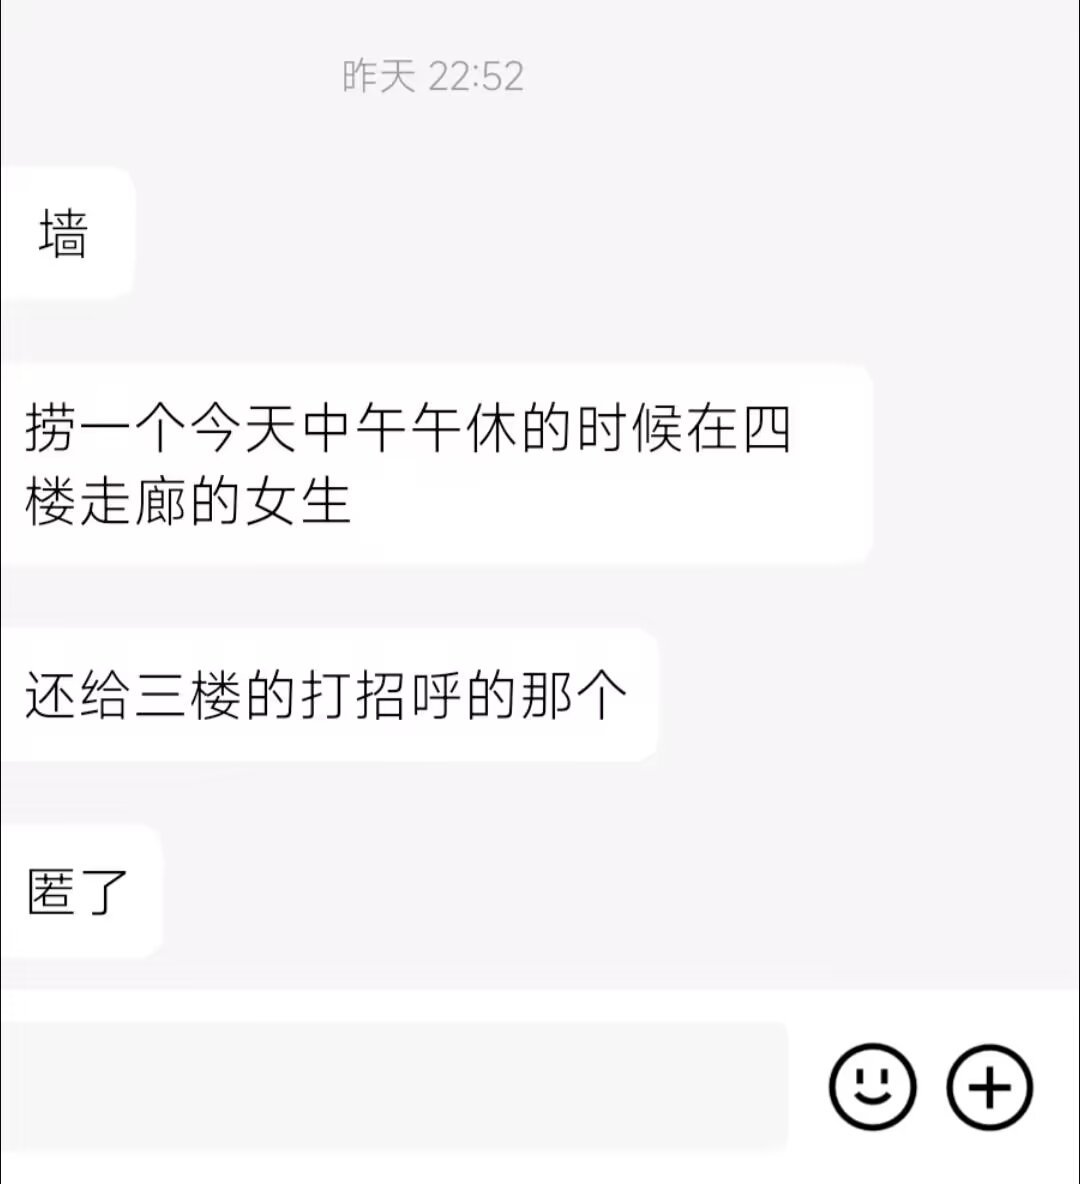 昨天 22:52
墙
捞一个今天中午午休的时候在四
楼走廊的女生
还给三楼的打招呼的那个
匿了